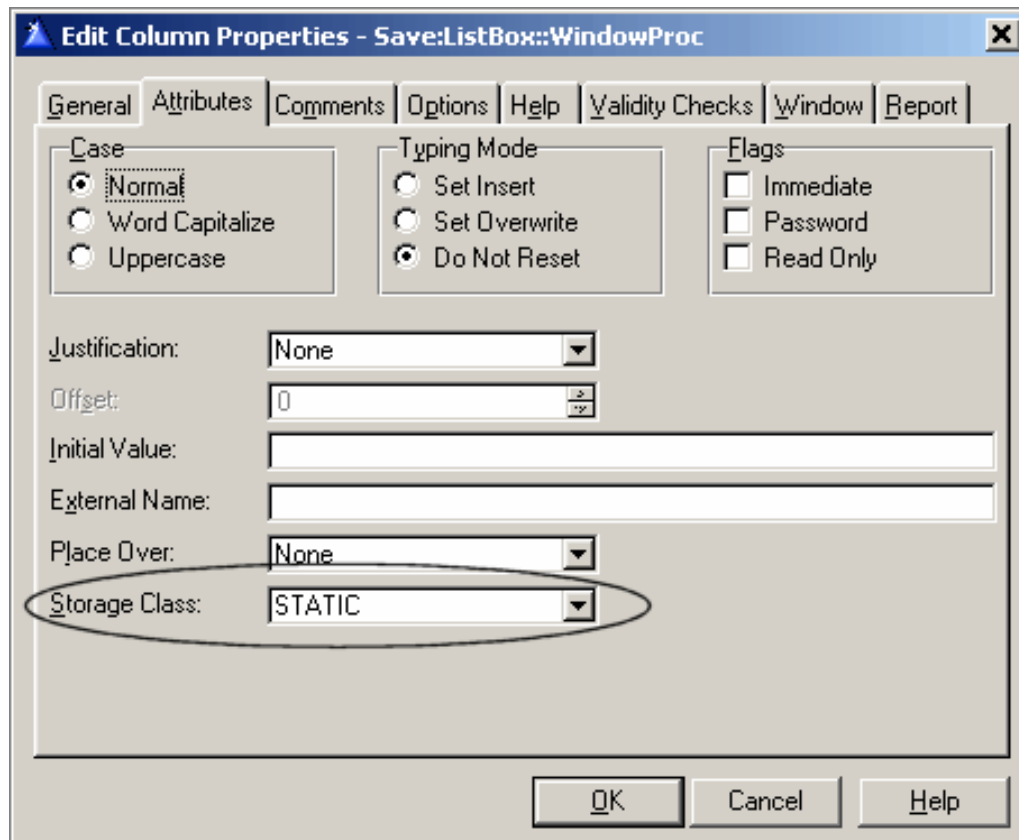 Edit Column Properties - Save:ListBox::WindowProc
General Attributes Comments Options Help Validity Checks Window Report
Case Typing Mode Flags
Normal Set Insert Immediate
Word Capitalize Set Overwrite Password
Uppercase Do Not Reset Read Only
Justification: None
Offset: 0
Initial Value:
External Name:
Place Over: None
Storage Class: STATIC
OK Cancel Help